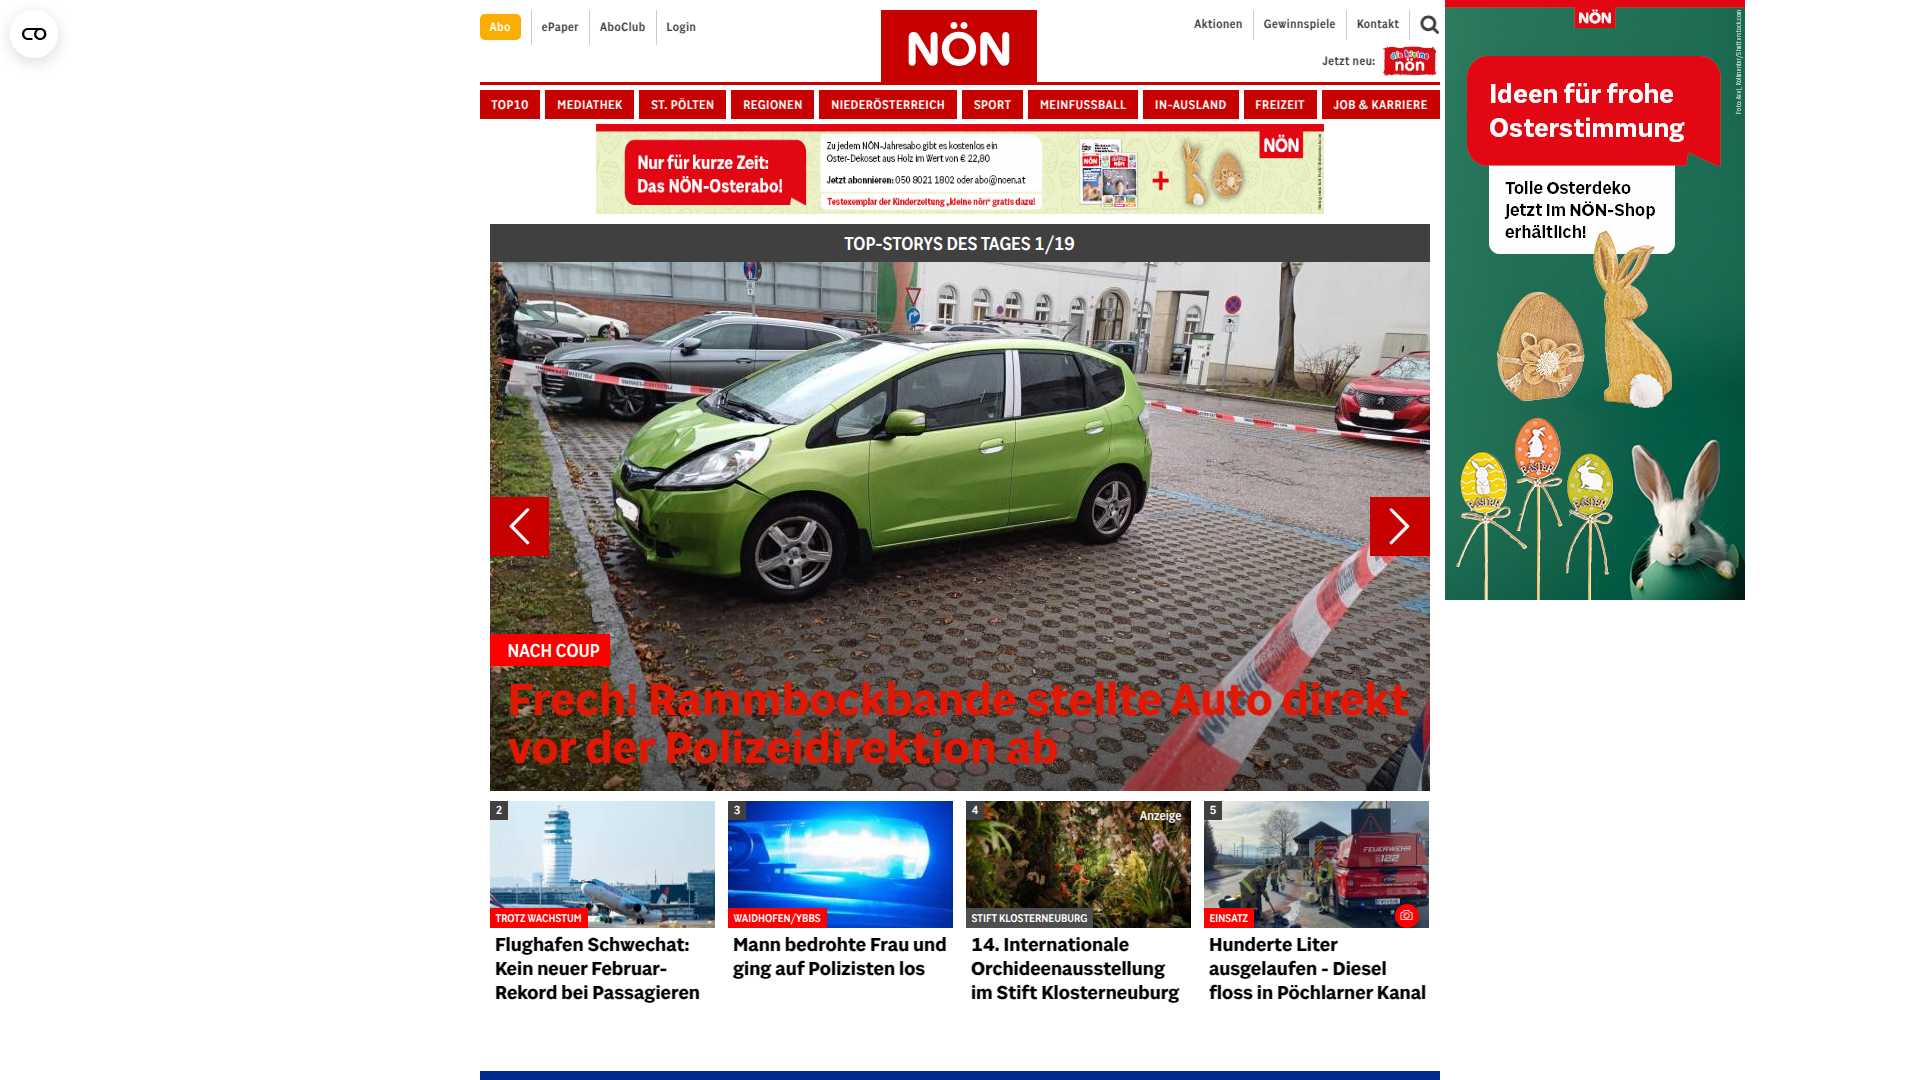 Abo
ePaper
AboClub
Login
NÖN
Aktionen
Gewinnspiele
Kontakt
Jetzt neu:
die kleine
nön
TOP10
MEDIATHEK
ST. PÖLTEN
REGIONEN
NIEDERÖSTERREICH
SPORT
MEINFUSSBALL
IN-AUSLAND
FREIZEIT
JOB & KARRIERE
Nur für kurze Zeit:
Das NÖN-Osterabo!
Zu jedem NÖN-Jahresabo gibt es kostenlos ein
Oster-Dekoset aus Holz im Wert von € 22,80
Jetzt abonnieren: 050 8021 1802 oder abo@noen.at
Testexemplar der Kinderzeitung „kleine nön“ gratis dazu!
+
NÖN
TOP-STORYS DES TAGES 1/19
NACH COUP
Frech! Rammbockbande stellte Auto direkt
vor der Polizeidirektion ab
2
TROTZ WACHSTUM
Flughafen Schwechat:
Kein neuer Februar-
Rekord bei Passagieren
3
WAIDHOFEN/YBBS
Mann bedrohte Frau und
ging auf Polizisten los
4
Anzeige
STIFT KLOSTERNEUBURG
14. Internationale
Orchideenausstellung
im Stift Klosterneuburg
5
FEUERWEHR
122
EINSATZ
Hunderte Liter
ausgelaufen - Diesel
floss in Pöchlarner Kanal
NÖN
Ideen für frohe
Osterstimmung
Tolle Osterdeko
jetzt im NÖN-Shop
erhältlich!
EASTER
EASTER
EASTER